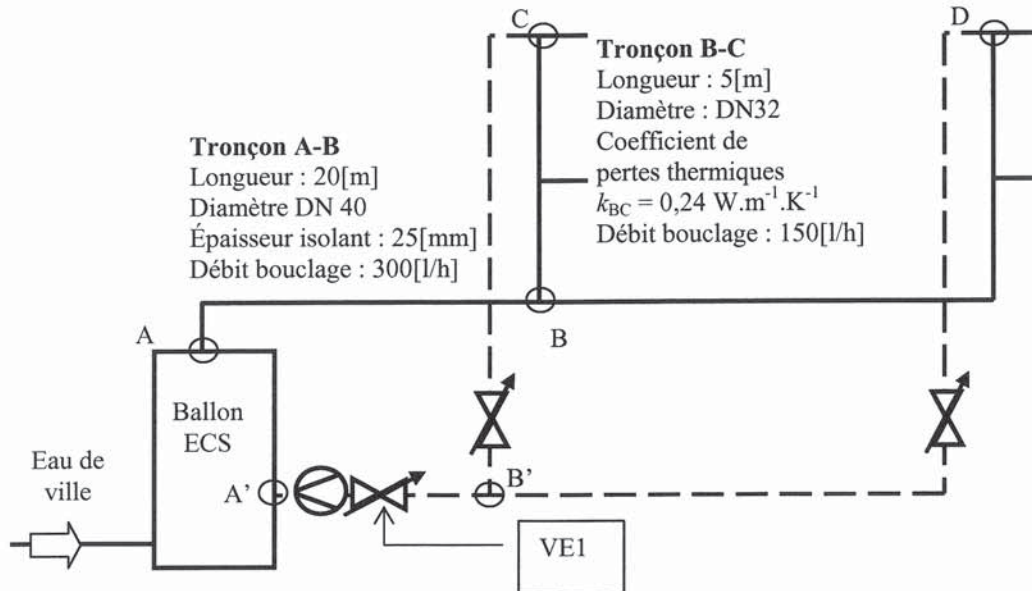 C
D
Tronçon B-C
Longueur : 5[m]
Diamètre : DN32
Coefficient de
pertes thermiques
k_BC = 0,24 W.m⁻¹.K⁻¹
Débit bouclage : 150[l/h]
Tronçon A-B
Longueur : 20[m]
Diamètre DN 40
Épaisseur isolant : 25[mm]
Débit bouclage : 300[l/h]
A
B
Ballon
ECS
Eau de
ville
A'
B'
VE1